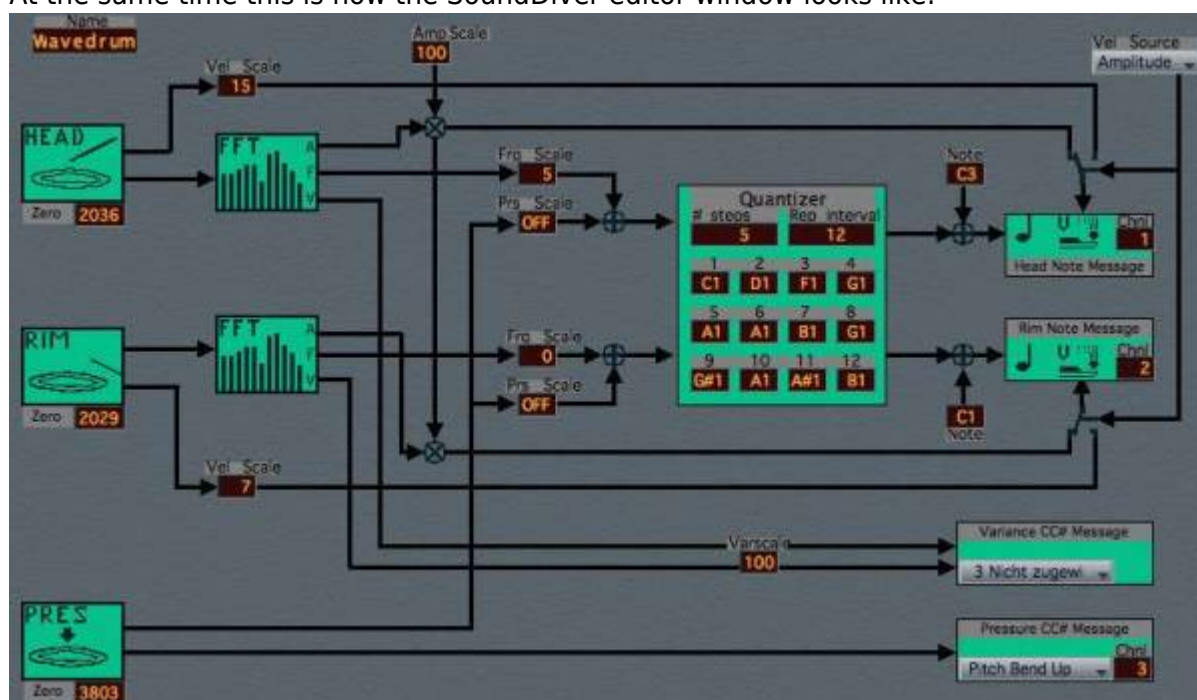 At the same time this is how the SoundDiver editor window looks like:
Name
Wavedrum
Amp Scale
100
Vel Source
Amplitude
Vel Scale
15
HEAD
Zero 2036
FFT
A
F
V
Frq Scale
5
Prs Scale
OFF
Quantizer
# steps Rep interval
5 12
1 2 3 4
C1 D1 F1 G1
5 6 7 8
A1 A1 B1 G1
9 10 11 12
G#1 A1 A#1 B1
Note
C3
Chnl
1
Head Note Message
RIM
Zero 2029
FFT
A
F
V
Frq Scale
0
Prs Scale
OFF
Rim Note Message
Chnl
2
C1
Note
Vel Scale
7
Varscale
100
Variance CC# Message
3 Nicht zugewi
PRES
Zero 3803
Pressure CC# Message
Chnl
Pitch Bend Up 3